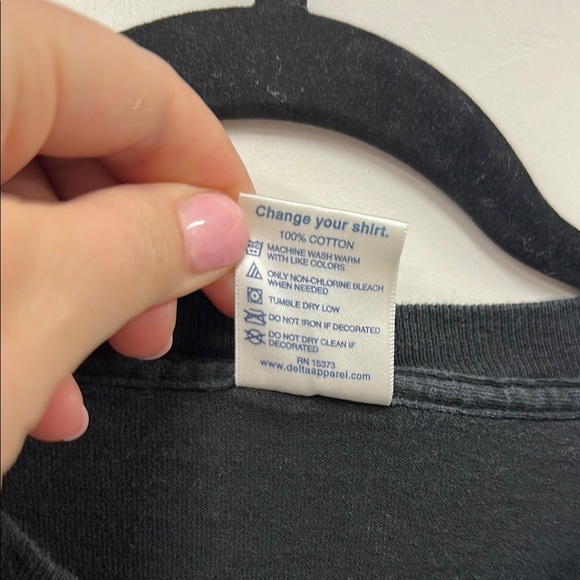 Change your shirt.
100% COTTON
MACHINE WASH WARM
WITH LIKE COLORS
ONLY NON-CHLORINE BLEACH
WHEN NEEDED
TUMBLE DRY LOW
DO NOT IRON IF DECORATED
DO NOT DRY CLEAN IF
DECORATED
RN 15373
www.deltaapparel.com